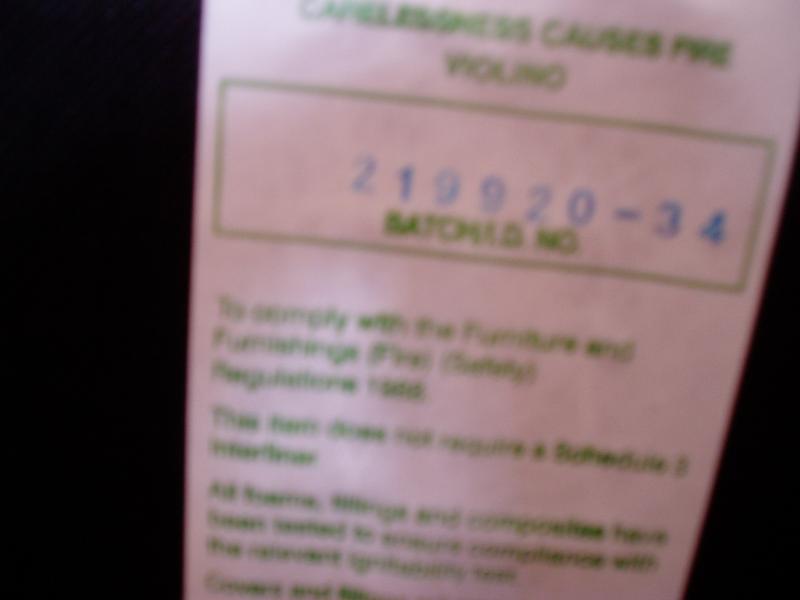 CARELESSNESS CAUSES FIRE
VIOLINO
219920-34
BATCH I.D. NO.
To comply with the Furniture and
Furnishings (Fire) (Safety)
Regulations 1988.
This item does not require a Schedule 3
Interliner
All foams, fillings and composites have
been tested to ensure compliance with
the relevant ignitability test.
Covers and